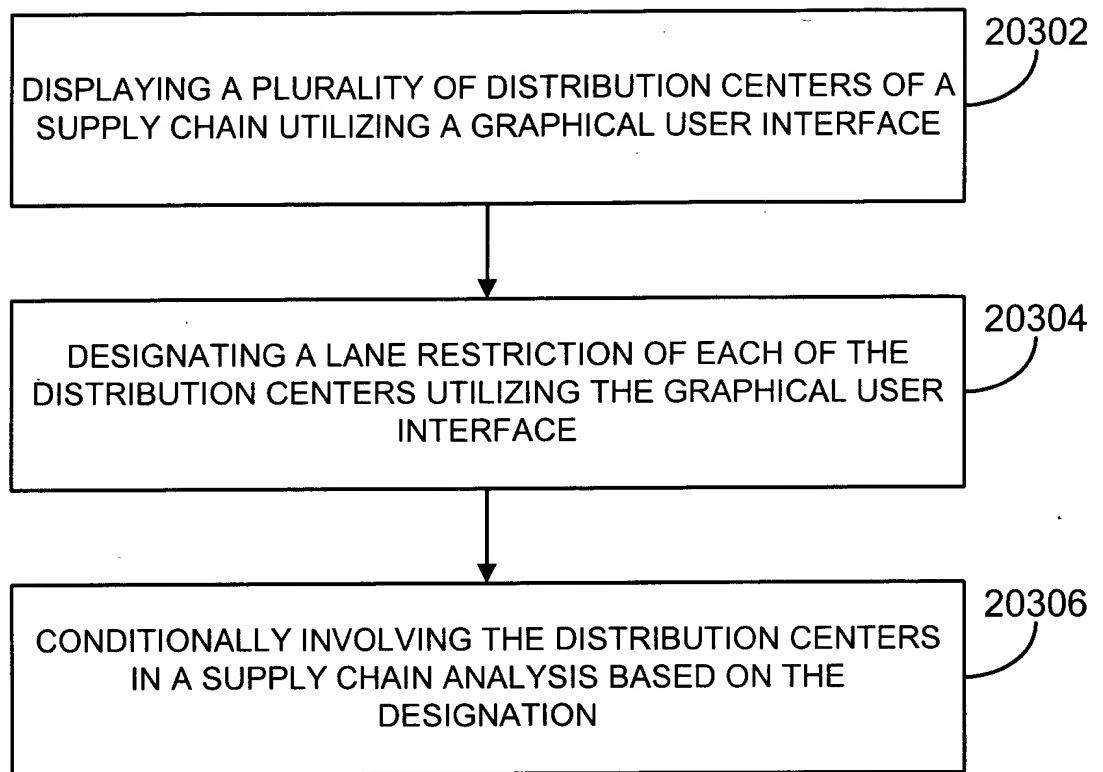 20302
DISPLAYING A PLURALITY OF DISTRIBUTION CENTERS OF A
SUPPLY CHAIN UTILIZING A GRAPHICAL USER INTERFACE
20304
DESIGNATING A LANE RESTRICTION OF EACH OF THE
DISTRIBUTION CENTERS UTILIZING THE GRAPHICAL USER
INTERFACE
20306
CONDITIONALLY INVOLVING THE DISTRIBUTION CENTERS
IN A SUPPLY CHAIN ANALYSIS BASED ON THE
DESIGNATION